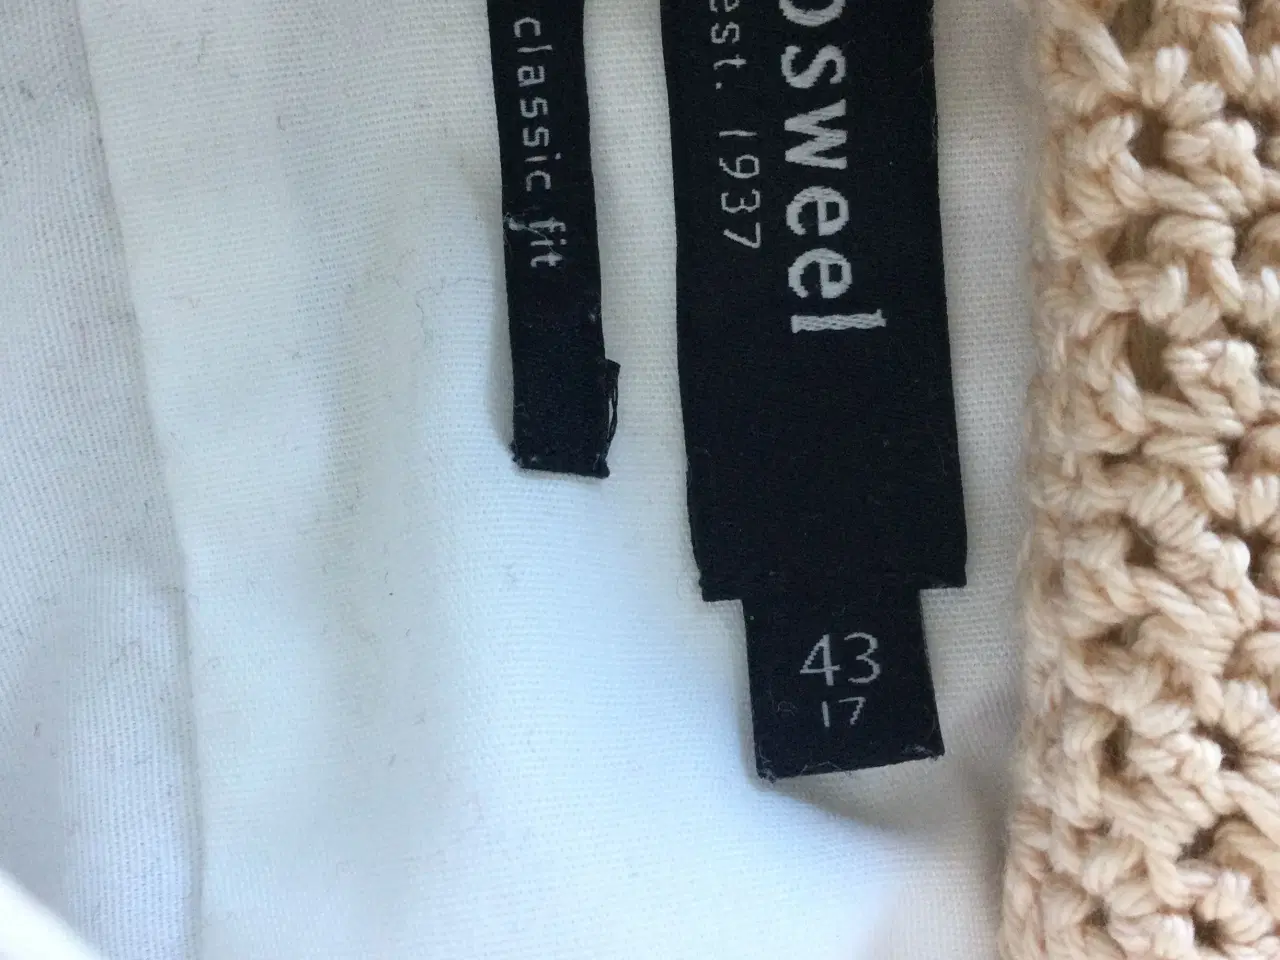 osweel
est. 1937
classic fit
43
17